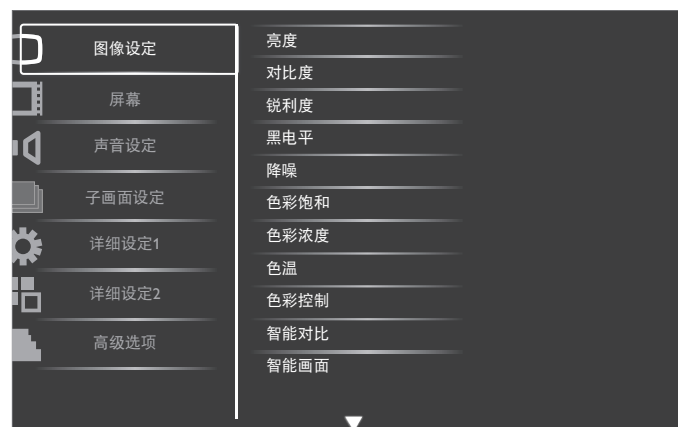 图像设定
屏幕
声音设定
子画面设定
详细设定1
详细设定2
高级选项
亮度
对比度
锐利度
黑电平
降噪
色彩饱和
色彩浓度
色温
色彩控制
智能对比
智能画面